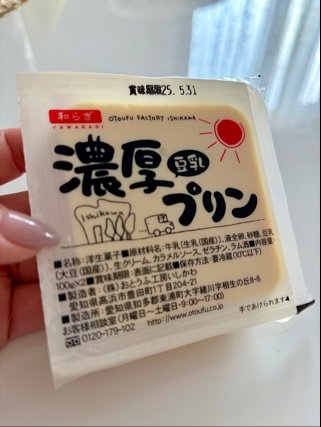 賞味期限25.5.31
和らぎ
YAWARAGI
OTOUFU FACTORY ISHIKAWA
濃厚
豆乳
プリン
Ishikawa
■名称:洋生菓子■原材料名:牛乳(生乳(国産))、液全卵、砂糖、豆乳
(大豆(国産))、生クリーム、カラメルソース、ゼラチン、ラム酒■内容量
100g×2■賞味期限:表面に記載■保存方法:要冷蔵(10℃以下)
■製造者:(株)おとうふ工房いしかわ
愛知県高浜市豊田町1丁目204-21
■製造所:愛知県知多郡東浦町大字緒川字相生の丘8-8
お客様相談室(月曜日~土曜日・9:00~17:00)
0120-179-102 http://www.otoufu.co.jp
手であけられます